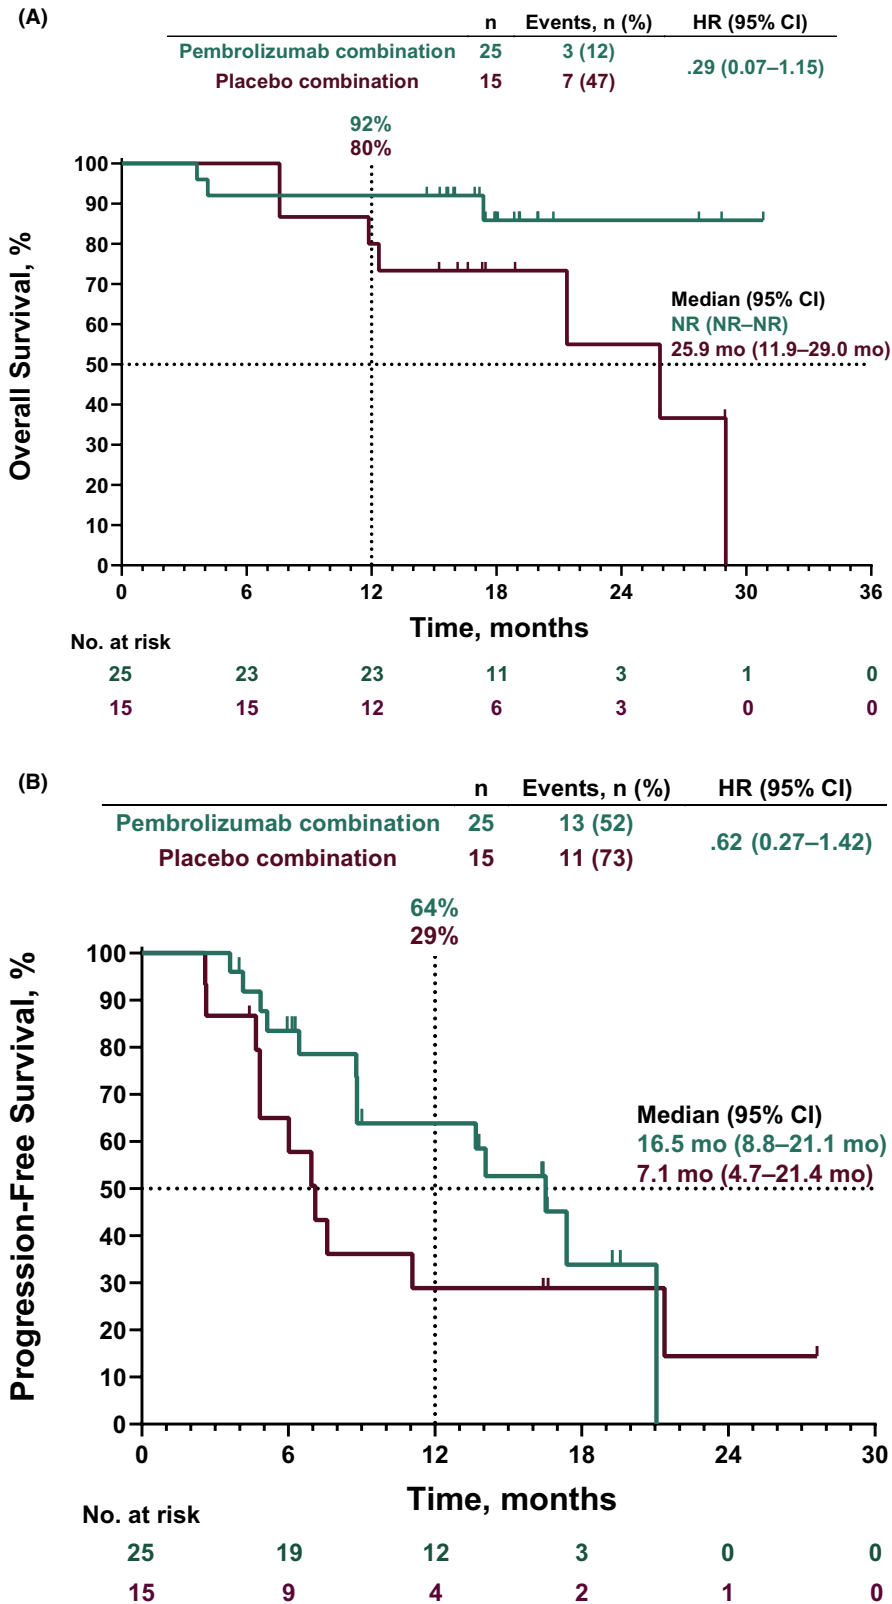 (A)
n Events, n (%) HR (95% CI)
Pembrolizumab combination 25 3 (12)
.29 (0.07–1.15)
Placebo combination 15 7 (47)
92%
80%
100
90
80
70
60
50
40
30
20
10
0
Overall Survival, %
Median (95% CI)
NR (NR–NR)
25.9 mo (11.9–29.0 mo)
0 6 12 18 24 30 36
Time, months
No. at risk
25 23 23 11 3 1 0
15 15 12 6 3 0 0
(B)
n Events, n (%) HR (95% CI)
Pembrolizumab combination 25 13 (52)
.62 (0.27–1.42)
Placebo combination 15 11 (73)
64%
29%
100
90
80
70
60
50
40
30
20
10
0
Progression-Free Survival, %
Median (95% CI)
16.5 mo (8.8–21.1 mo)
7.1 mo (4.7–21.4 mo)
0 6 12 18 24 30
Time, months
No. at risk
25 19 12 3 0 0
15 9 4 2 1 0